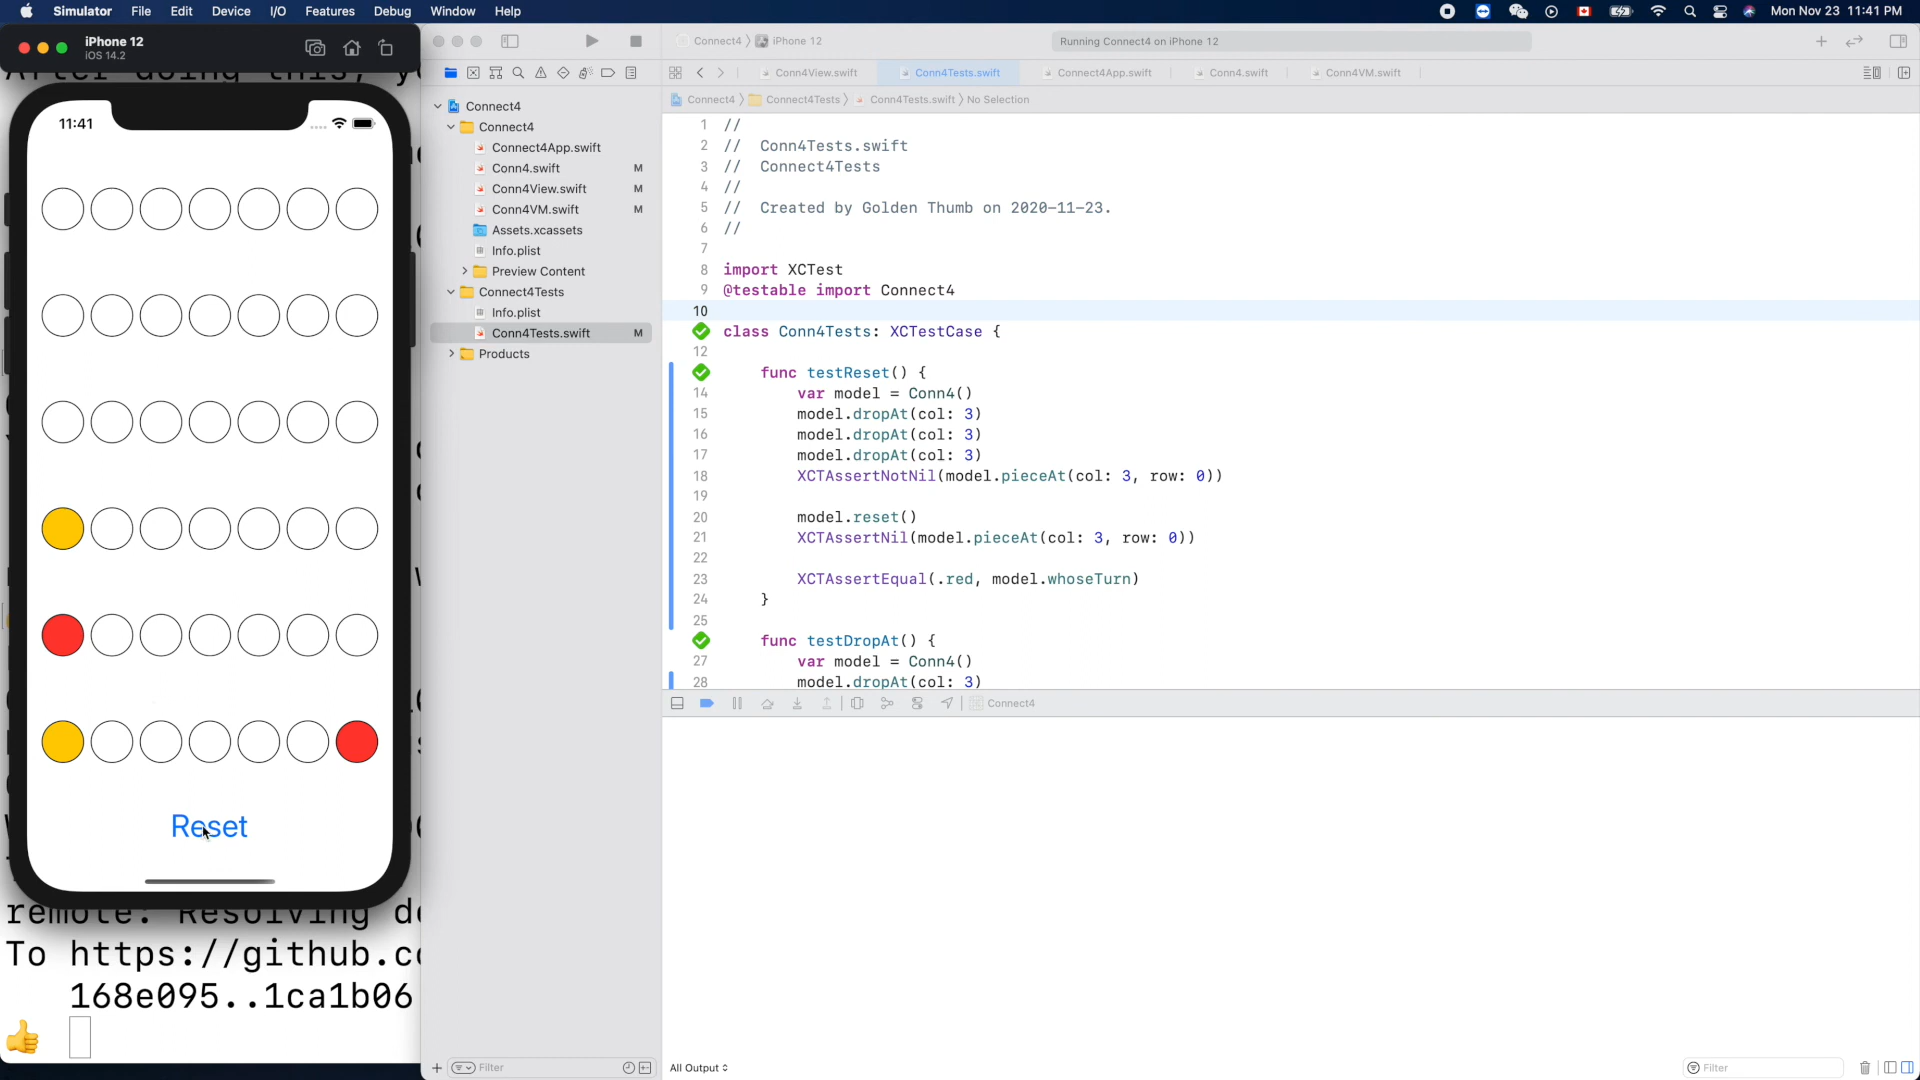 Simulator File Edit Device I/O Features Debug Window Help
Mon Nov 23 11:41 PM
iPhone 12
iOS 14.2
After doing this, yo
11:41
Reset
remote: Resolving de
To https://github.co
168e095..1ca1b06
Connect4 iPhone 12
Running Connect4 on iPhone 12
Conn4View.swift
Conn4Tests.swift
Connect4App.swift
Conn4.swift
Conn4VM.swift
Connect4 Connect4Tests Conn4Tests.swift No Selection
Connect4
Connect4
Connect4App.swift
Conn4.swift M
Conn4View.swift M
Conn4VM.swift M
Assets.xcassets
Info.plist
Preview Content
Connect4Tests
Info.plist
Conn4Tests.swift M
Products
Filter
1 //
2 // Conn4Tests.swift
3 // Connect4Tests
4 //
5 // Created by Golden Thumb on 2020-11-23.
6 //
7
8 import XCTest
9 @testable import Connect4
10
class Conn4Tests: XCTestCase {
12
func testReset() {
14 var model = Conn4()
15 model.dropAt(col: 3)
16 model.dropAt(col: 3)
17 model.dropAt(col: 3)
18 XCTAssertNotNil(model.pieceAt(col: 3, row: 0))
19
20 model.reset()
21 XCTAssertNil(model.pieceAt(col: 3, row: 0))
22
23 XCTAssertEqual(.red, model.whoseTurn)
24 }
25
func testDropAt() {
27 var model = Conn4()
28 model.dropAt(col: 3)
Connect4
All Output
Filter